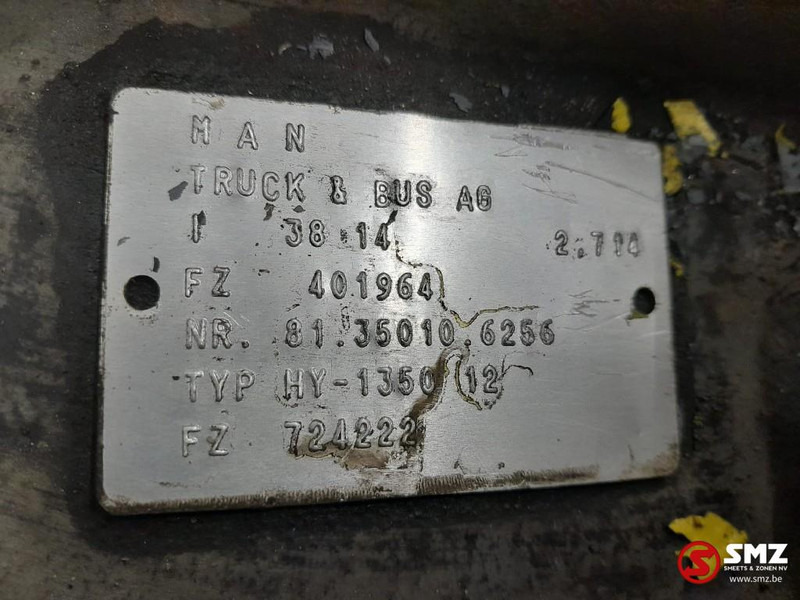 MAN
TRUCK & BUS AG
I 38 14 2.714
FZ 401964
NR. 81.35010.6256
TYP HY-1350 12
FZ 724222
SMZ
SMEETS & ZONEN NV
www.smz.be